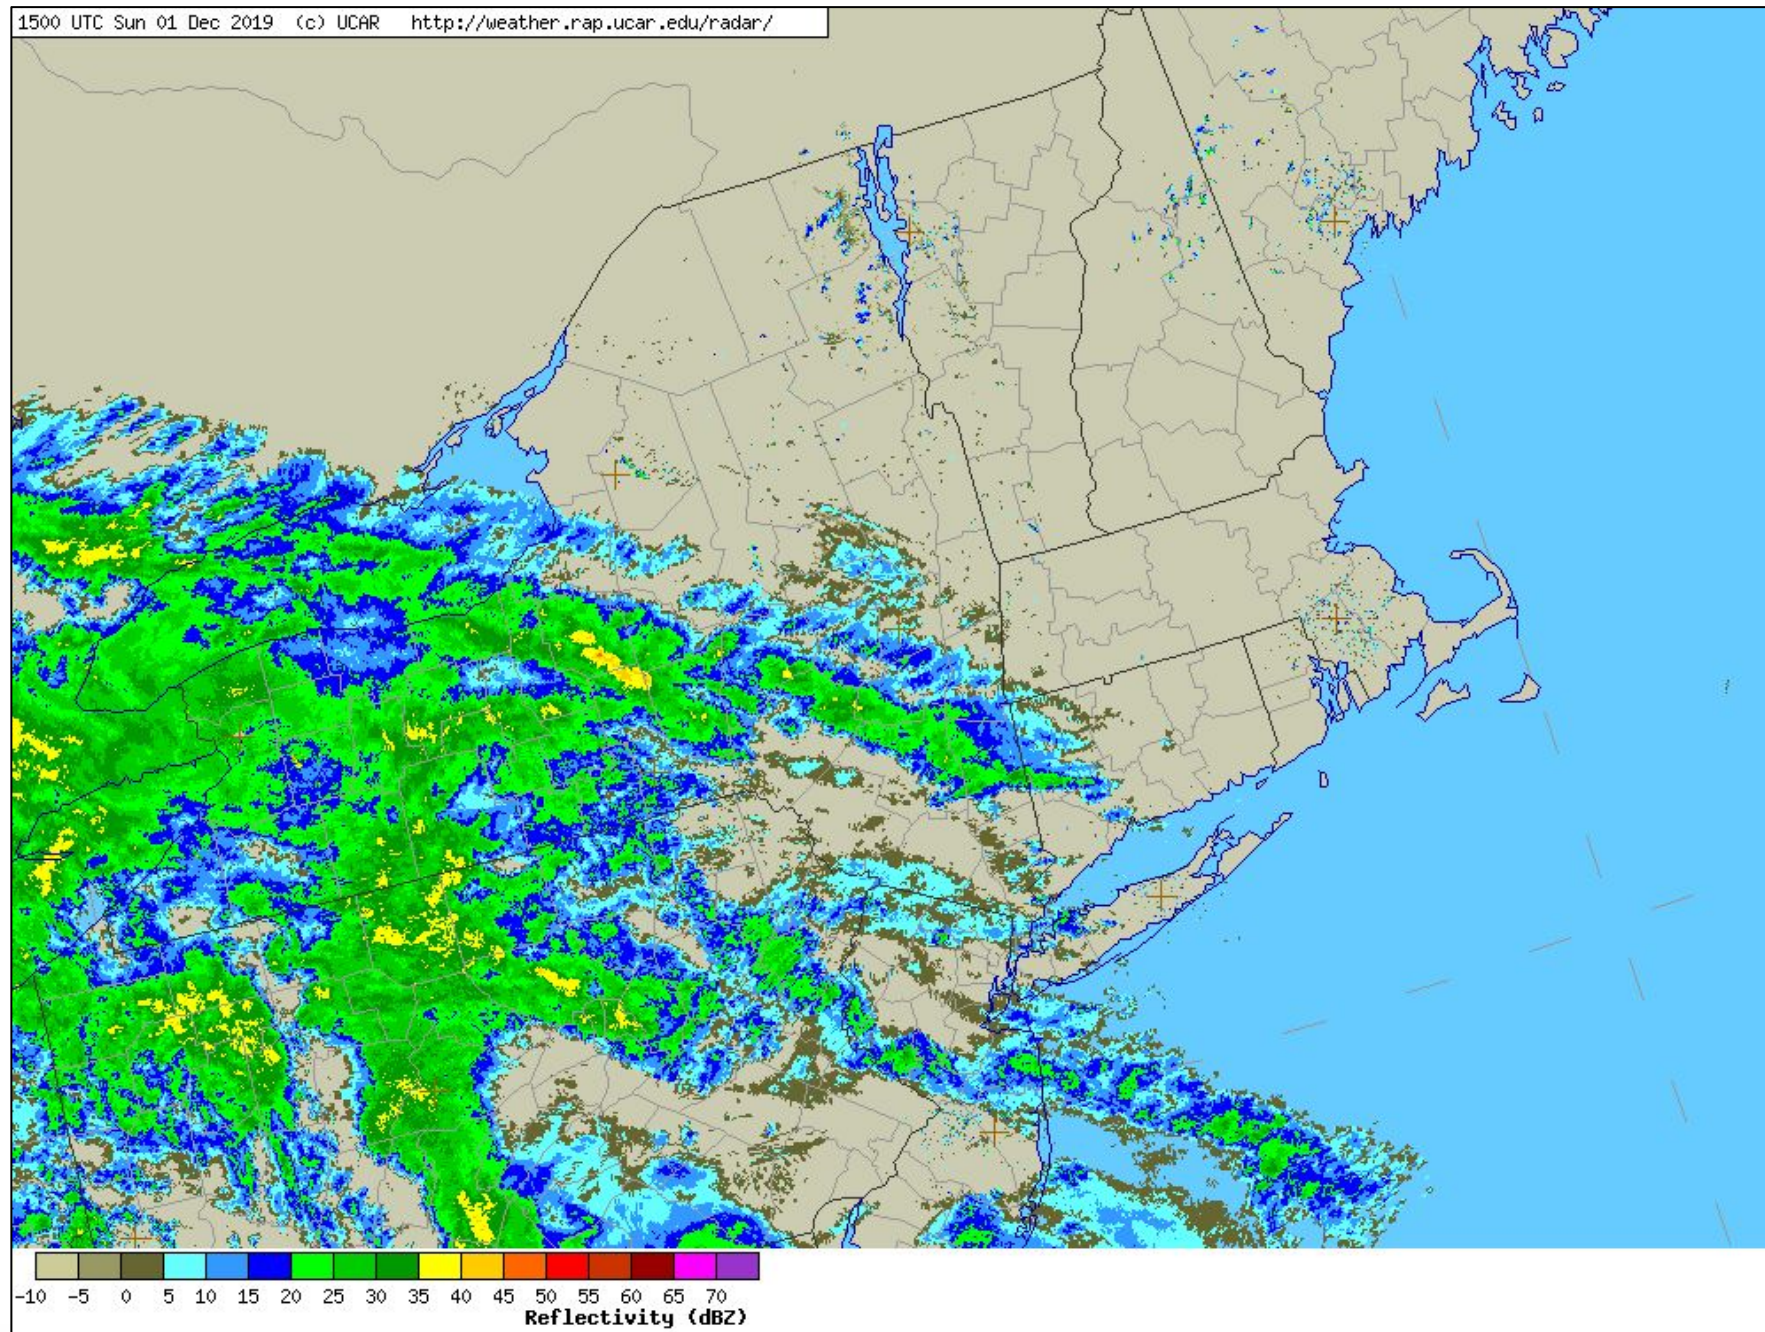 1500 UTC Sun 01 Dec 2019  (c) UCAR   http://weather.rap.ucar.edu/radar/
-10 -5 0 5 10 15 20 25 30 35 40 45 50 55 60 65 70
Reflectivity (dBZ)